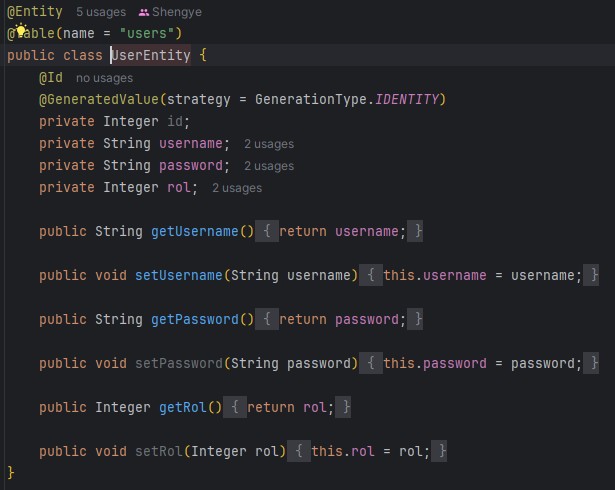 @Entity 5 usages Shengye
@Table(name = "users")
public class UserEntity {
@Id no usages
@GeneratedValue(strategy = GenerationType.IDENTITY)
private Integer id;
private String username; 2 usages
private String password; 2 usages
private Integer rol; 2 usages
public String getUsername() { return username; }
public void setUsername(String username) { this.username = username; }
public String getPassword() { return password; }
public void setPassword(String password) { this.password = password; }
public Integer getRol() { return rol; }
public void setRol(Integer rol) { this.rol = rol; }
}